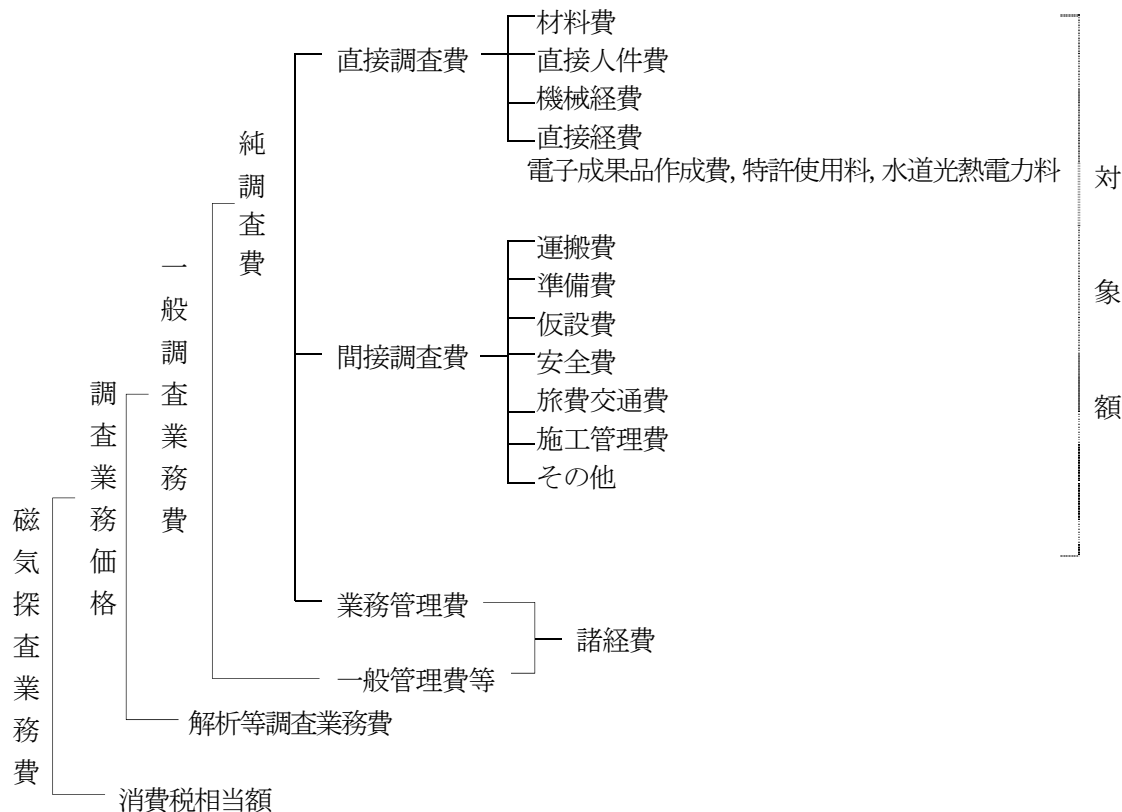 材料費
直接調査費
直接人件費
機械経費
直接経費
電子成果品作成費, 特許使用料, 水道光熱電力料
純調査費
対象額
運搬費
準備費
仮設費
間接調査費
安全費
旅費交通費
施工管理費
その他
一般調査業務費
調査業務価格
磁気探査業務費
業務管理費
諸経費
一般管理費等
解析等調査業務費
消費税相当額